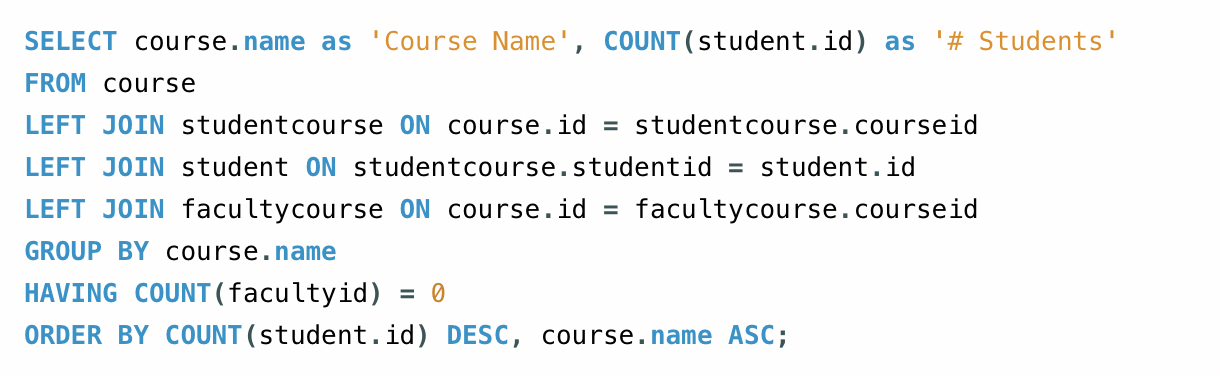 SELECT course.name as 'Course Name', COUNT(student.id) as '# Students'
FROM course
LEFT JOIN studentcourse ON course.id = studentcourse.courseid
LEFT JOIN student ON studentcourse.studentid = student.id
LEFT JOIN facultycourse ON course.id = facultycourse.courseid
GROUP BY course.name
HAVING COUNT(facultyid) = 0
ORDER BY COUNT(student.id) DESC, course.name ASC;